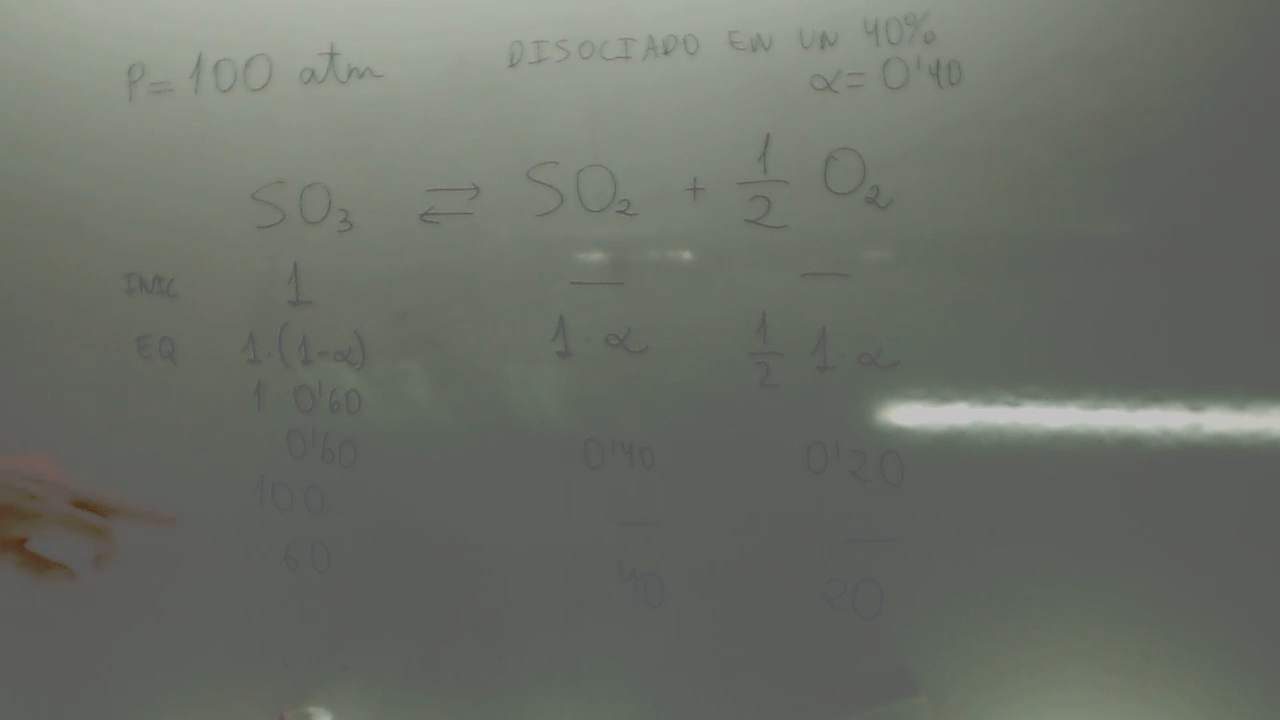 P = 100 atm DISOCIADO EN UN 40%
α = 0'40
SO₃ ⇄ SO₂ + 1/2 O₂
INIC 1 — —
EQ 1·(1-α) 1·α 1/2 1·α
1 0'60
0'60 0'40 0'20
100 — —
60 40 20